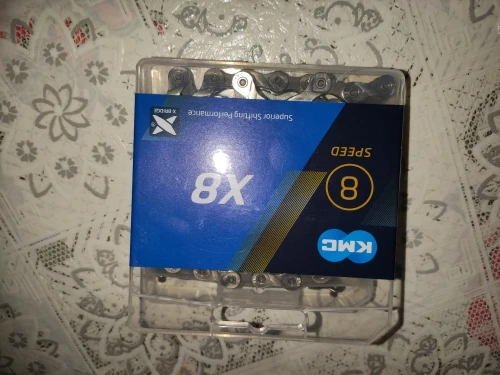 KMC
8
SPEED
X8
Superior Shifting Performance
X-BRIDGE